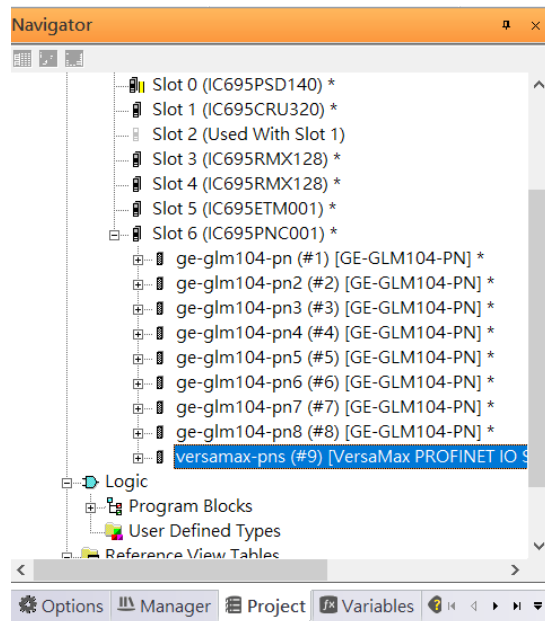 Navigator
Slot 0 (IC695PSD140) *
Slot 1 (IC695CRU320) *
Slot 2 (Used With Slot 1)
Slot 3 (IC695RMX128) *
Slot 4 (IC695RMX128) *
Slot 5 (IC695ETM001) *
Slot 6 (IC695PNC001) *
ge-glm104-pn (#1) [GE-GLM104-PN] *
ge-glm104-pn2 (#2) [GE-GLM104-PN] *
ge-glm104-pn3 (#3) [GE-GLM104-PN] *
ge-glm104-pn4 (#4) [GE-GLM104-PN] *
ge-glm104-pn5 (#5) [GE-GLM104-PN] *
ge-glm104-pn6 (#6) [GE-GLM104-PN] *
ge-glm104-pn7 (#7) [GE-GLM104-PN] *
ge-glm104-pn8 (#8) [GE-GLM104-PN] *
versamax-pns (#9) [VersaMax PROFINET IO S
Logic
Program Blocks
User Defined Types
Reference View Tables
Options Manager Project Variables